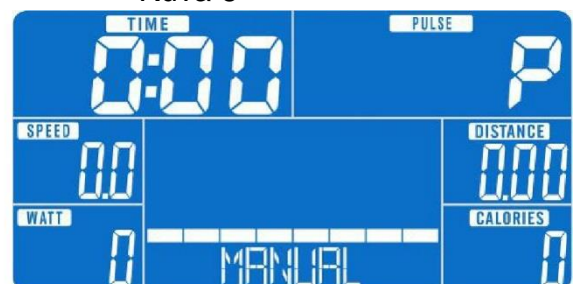 TIME PULSE
0:00 P
SPEED DISTANCE
0.0 0.00
WATT CALORIES
0 MANUAL 0